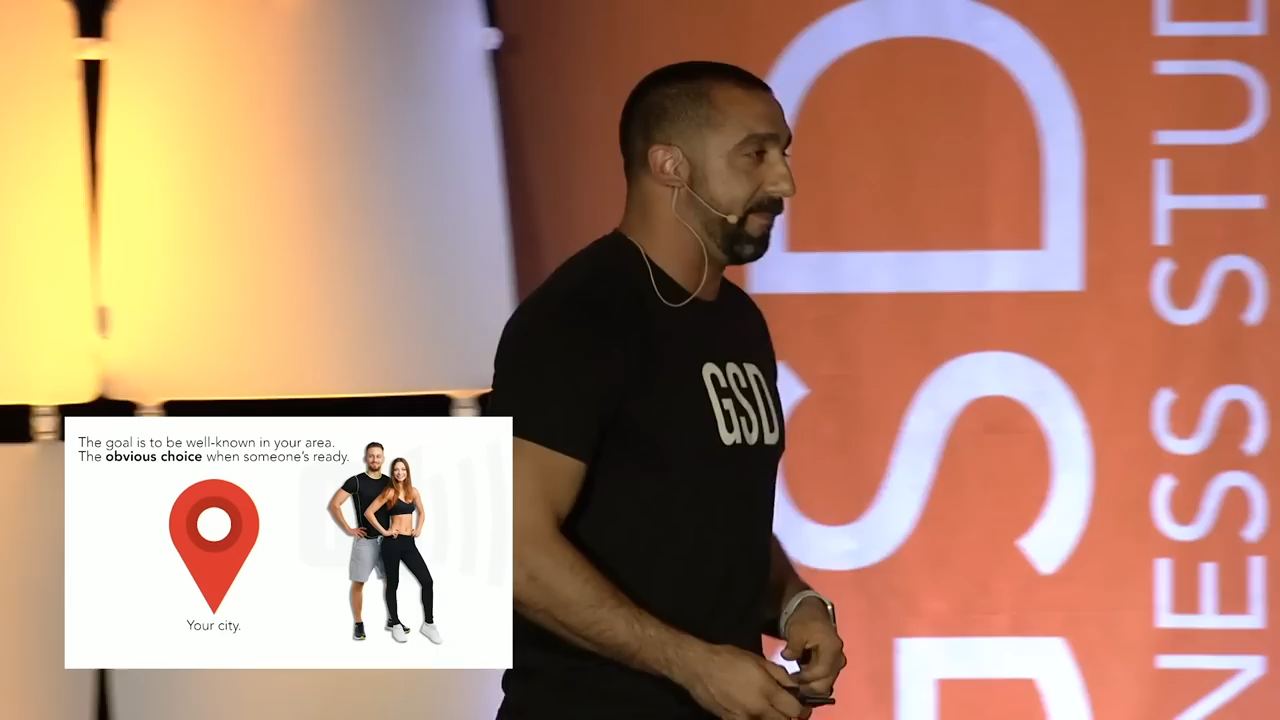 The goal is to be well-known in your area.
The obvious choice when someone's ready.
Your city.
GSD
GSD
NESS STUD